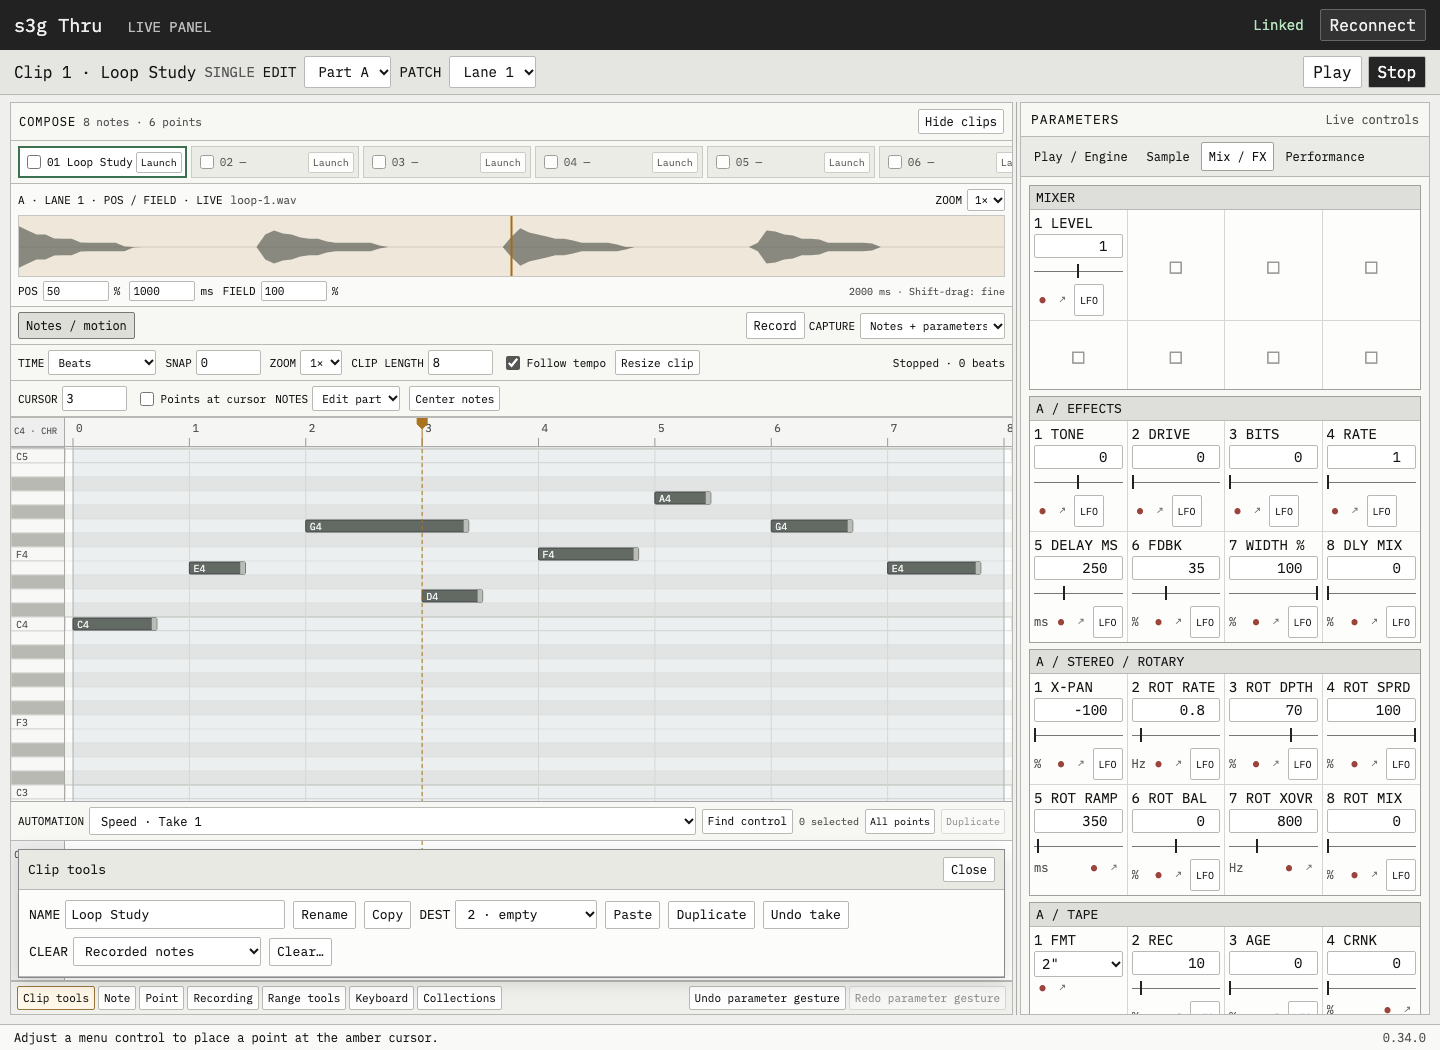 s3g Thru LIVE PANEL Linked Reconnect
Clip 1 · Loop Study SINGLE EDIT Part A PATCH Lane 1 Play Stop
COMPOSE 8 notes · 6 points Hide clips
01 Loop Study Launch 02 — Launch 03 — Launch 04 — Launch 05 — Launch 06 — La
A · LANE 1 · POS / FIELD · LIVE loop-1.wav ZOOM 1×
POS 50 % 1000 ms FIELD 100 % 2000 ms · Shift-drag: fine
Notes / motion Record CAPTURE Notes + parameters
TIME Beats SNAP 0 ZOOM 1× CLIP LENGTH 8 Follow tempo Resize clip Stopped · 0 beats
CURSOR 3 Points at cursor NOTES Edit part Center notes
C4 · CHR 0 1 2 3 4 5 6 7 8
C5
A4
G4 G4
F4 F4
E4 E4
D4
C4 C4
F3
C3
AUTOMATION Speed · Take 1 Find control 0 selected All points Duplicate
Clip tools Close
NAME Loop Study Rename Copy DEST 2 · empty Paste Duplicate Undo take
CLEAR Recorded notes Clear…
Clip tools Note Point Recording Range tools Keyboard Collections Undo parameter gesture Redo parameter gesture
PARAMETERS Live controls
Play / Engine Sample Mix / FX Performance
MIXER
1 LEVEL
1
LFO
A / EFFECTS
1 TONE 2 DRIVE 3 BITS 4 RATE
0 0 0 1
LFO LFO LFO LFO
5 DELAY MS 6 FDBK 7 WIDTH % 8 DLY MIX
250 35 100 0
ms LFO % LFO % LFO % LFO
A / STEREO / ROTARY
1 X-PAN 2 ROT RATE 3 ROT DPTH 4 ROT SPRD
-100 0.8 70 100
% LFO Hz LFO % LFO % LFO
5 ROT RAMP 6 ROT BAL 7 ROT XOVR 8 ROT MIX
350 0 800 0
ms % LFO Hz % LFO
A / TAPE
1 FMT 2 REC 3 AGE 4 CRNK
2" 10 0 0
Adjust a menu control to place a point at the amber cursor. 0.34.0